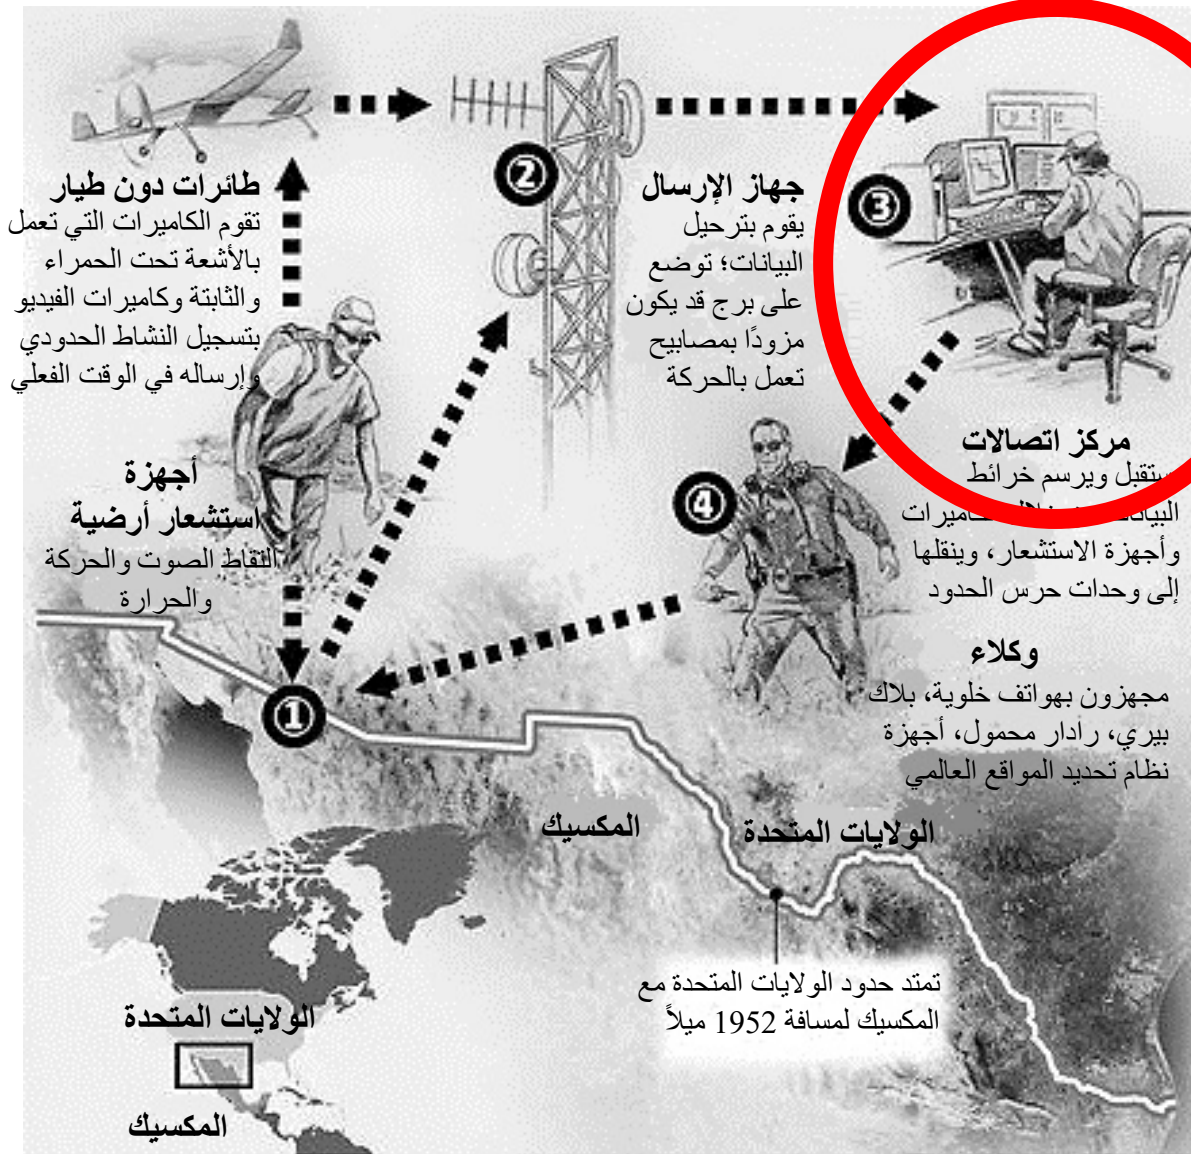 طائرات دون طيار
تقوم الكاميرات التي تعمل
بالأشعة تحت الحمراء
والثابتة وكاميرات الفيديو
بتسجيل النشاط الحدودي
وإرساله في الوقت الفعلي
②
جهاز الإرسال
يقوم بترحيل
البيانات؛ توضع
على برج قد يكون
مزودًا بمصابيح
تعمل بالحركة
③
مركز اتصالات
ويرسم خرائط
وأجهزة الاستشعار، وينقلها
إلى وحدات حرس الحدود
④
وكلاء
مجهزون بهواتف خلوية، بلاك
بيري، رادار محمول، أجهزة
نظام تحديد المواقع العالمي
أجهزة
استشعار أرضية
التقاط الصوت والحركة
والحرارة
①
المكسيك
الولايات المتحدة
تمتد حدود الولايات المتحدة مع
المكسيك لمسافة 1952 ميلاً
الولايات المتحدة
المكسيك